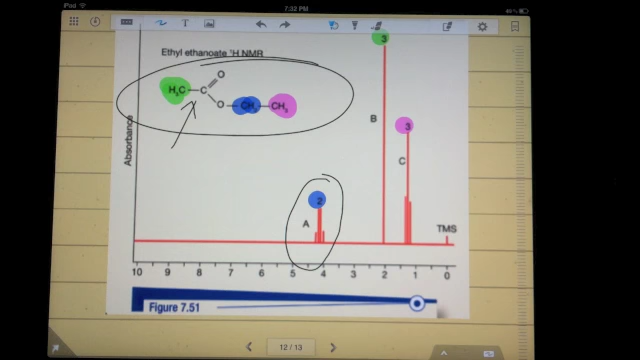 iPod
7:32 PM
T
Ethyl ethanoate ¹H NMR
3
O
H₃C
C
O
CH₂
CH₃
3
B
C
Absorbance
2
A
TMS
10 9 8 7 6 5 4 3 2 1 0
Figure 7.51
12 / 13